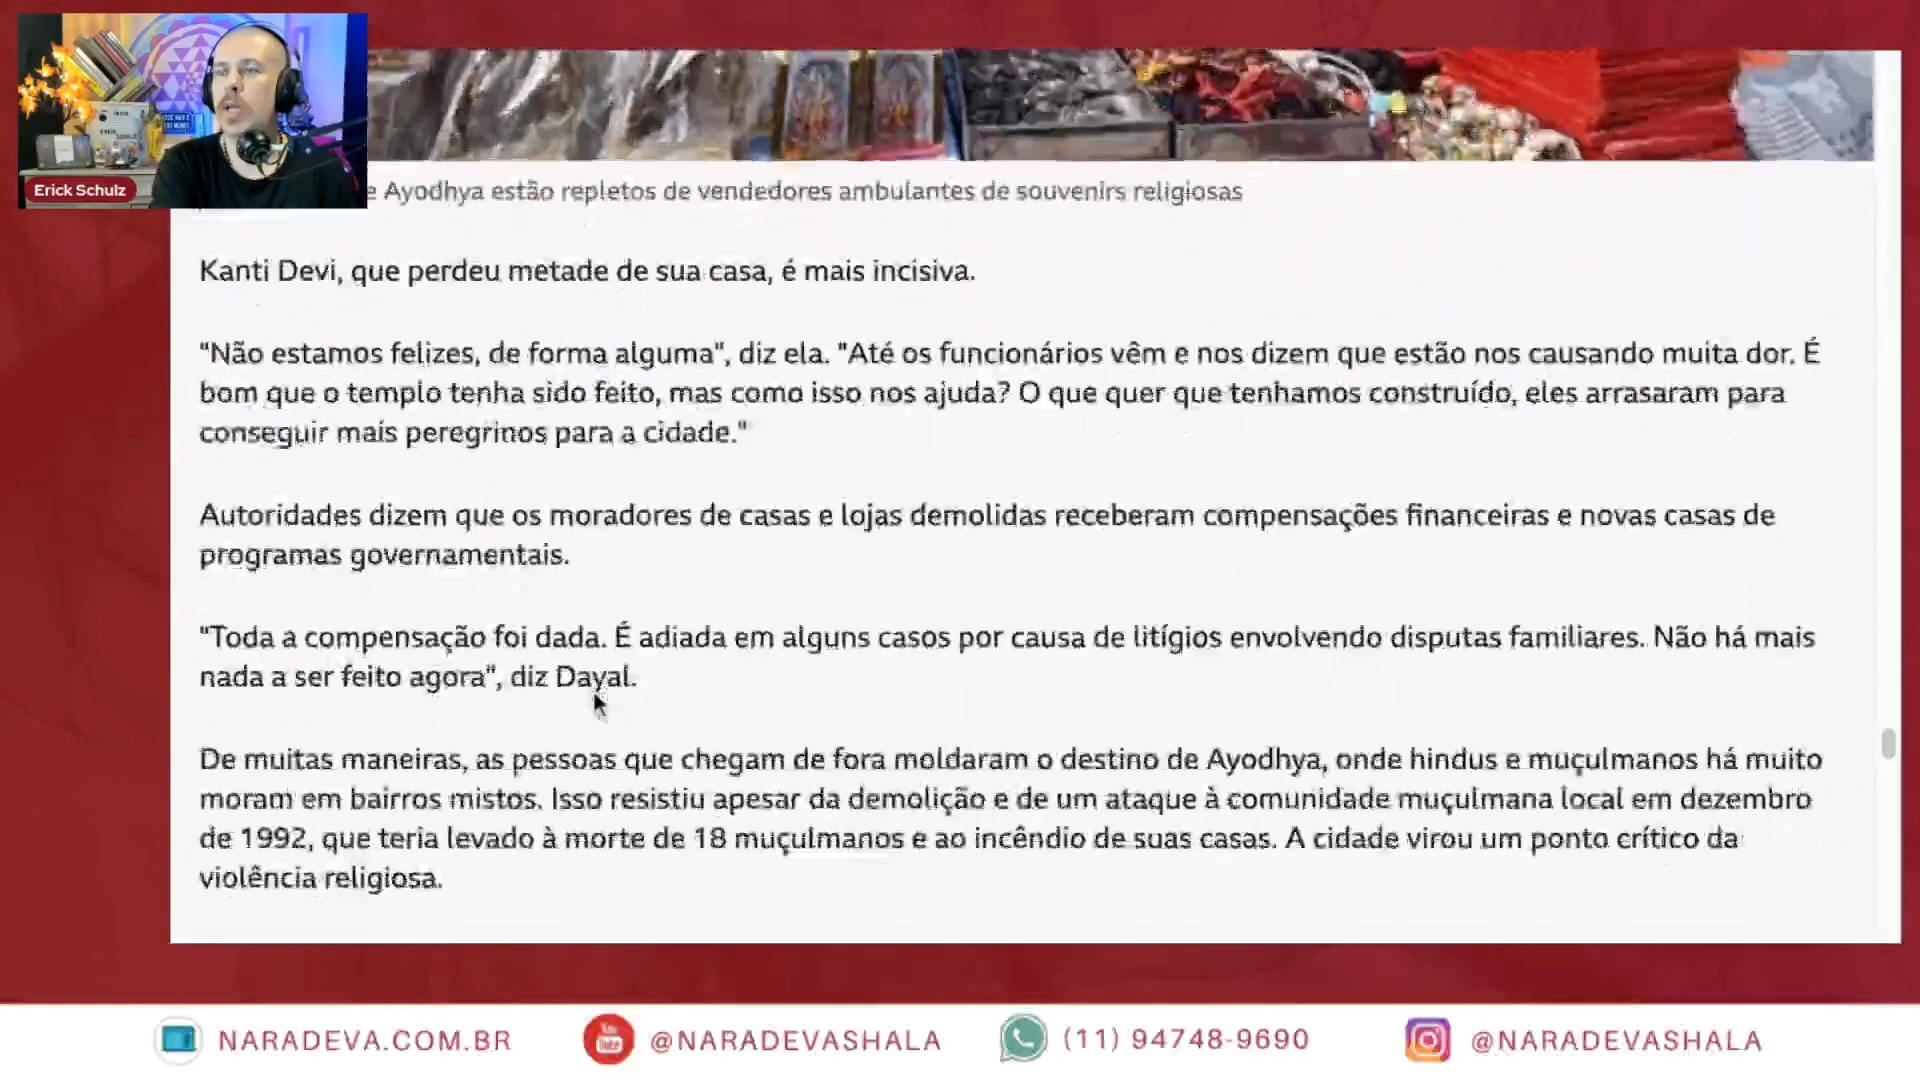 Erick Schulz
e Ayodhya estão repletos de vendedores ambulantes de souvenirs religiosas
Kanti Devi, que perdeu metade de sua casa, é mais incisiva.
"Não estamos felizes, de forma alguma", diz ela. "Até os funcionários vêm e nos dizem que estão nos causando muita dor. É
bom que o templo tenha sido feito, mas como isso nos ajuda? O que quer que tenhamos construído, eles arrasaram para
conseguir mais peregrinos para a cidade."
Autoridades dizem que os moradores de casas e lojas demolidas receberam compensações financeiras e novas casas de
programas governamentais.
"Toda a compensação foi dada. É adiada em alguns casos por causa de litígios envolvendo disputas familiares. Não há mais
nada a ser feito agora", diz Dayal.
De muitas maneiras, as pessoas que chegam de fora moldaram o destino de Ayodhya, onde hindus e muçulmanos há muito
moram em bairros mistos. Isso resistiu apesar da demolição e de um ataque à comunidade muçulmana local em dezembro
de 1992, que teria levado à morte de 18 muçulmanos e ao incêndio de suas casas. A cidade virou um ponto crítico da
violência religiosa.
NARADEVA.COM.BR
@NARADEVASHALA
(11) 94748-9690
@NARADEVASHALA